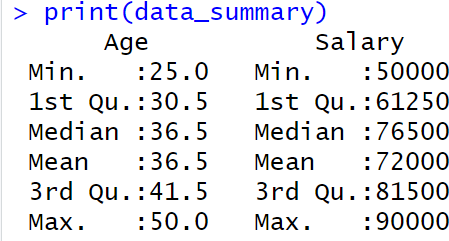 > print(data_summary)
      Age            Salary     
 Min.   :25.0   Min.   :50000  
 1st Qu.:30.5   1st Qu.:61250  
 Median :36.5   Median :76500  
 Mean   :36.5   Mean   :72000  
 3rd Qu.:41.5   3rd Qu.:81500  
 Max.   :50.0   Max.   :90000